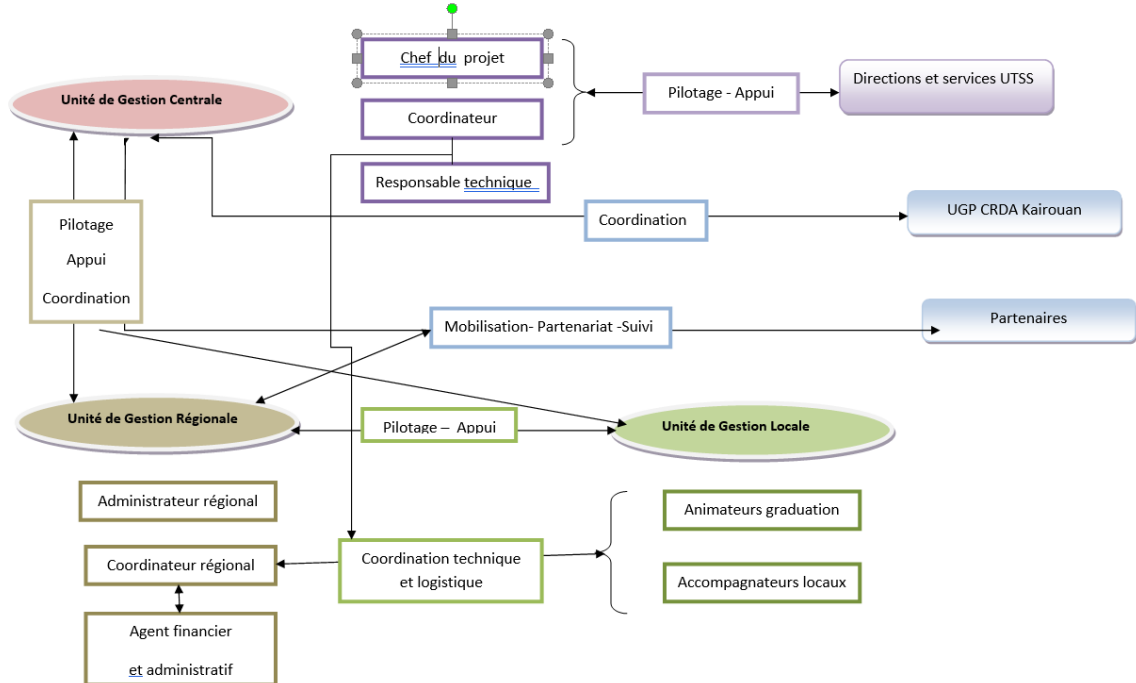 Chef du projet
Directions et services UTSS
Pilotage - Appui
Unité de Gestion Centrale
Coordinateur
Responsable technique
Pilotage
Appui
Coordination
Coordination
UGP CRDA Kairouan
Mobilisation- Partenariat -Suivi
Partenaires
Unité de Gestion Régionale
Pilotage – Appui
Unité de Gestion Locale
Administrateur régional
Animateurs graduation
Coordinateur régional
Coordination technique
et logistique
Accompagnateurs locaux
Agent financier
et administratif